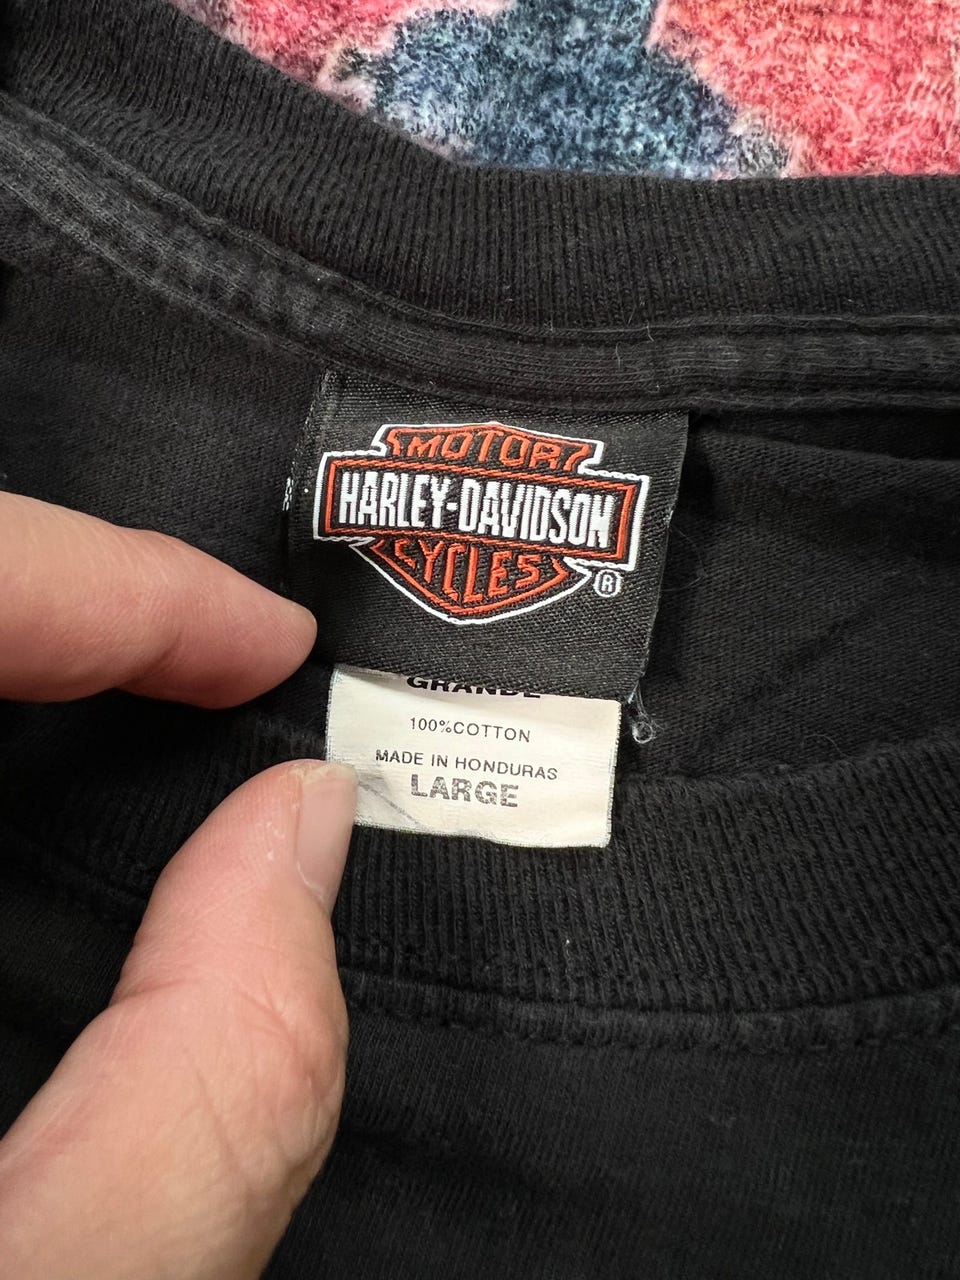 MOTOR
HARLEY-DAVIDSON
CYCLES
®
GRANDE
100%COTTON
MADE IN HONDURAS
LARGE